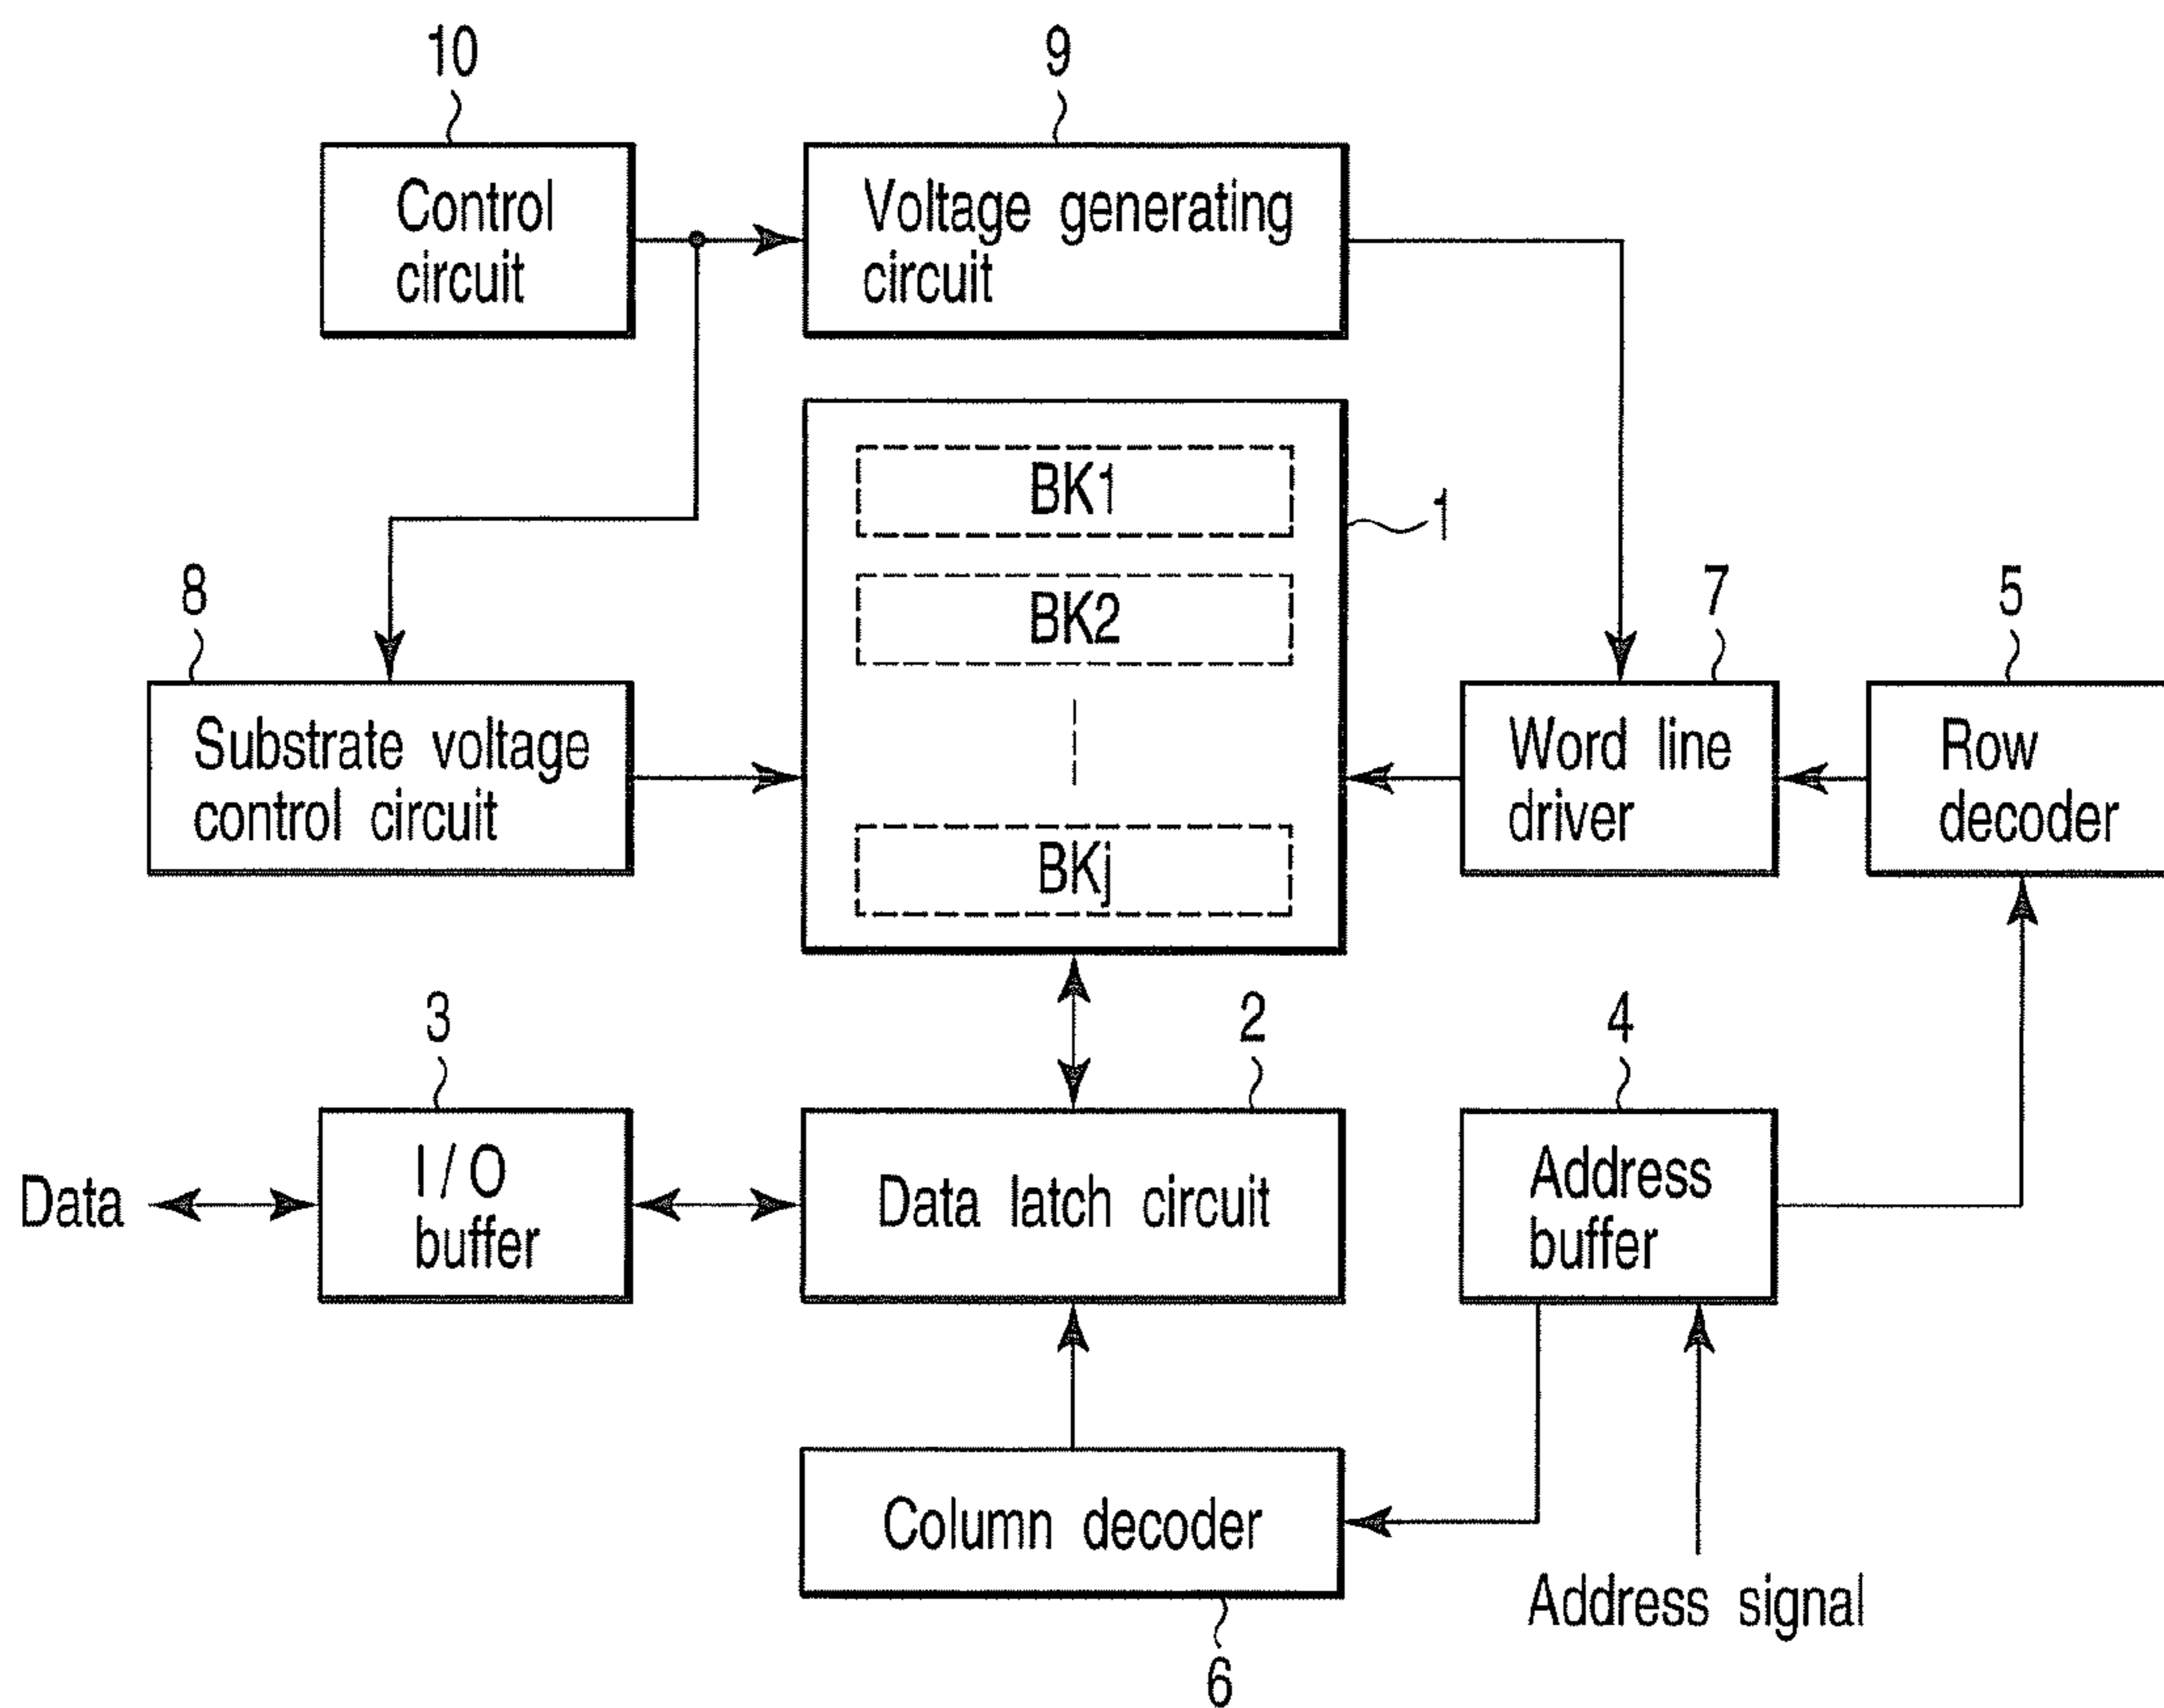 10
9
Control
circuit
Voltage generating
circuit
BK1
1
BK2
8
7
5
Substrate voltage
control circuit
Word line
driver
Row
decoder
BKj
3
2
4
I/O
buffer
Data
Data latch circuit
Address
buffer
Column decoder
Address signal
6